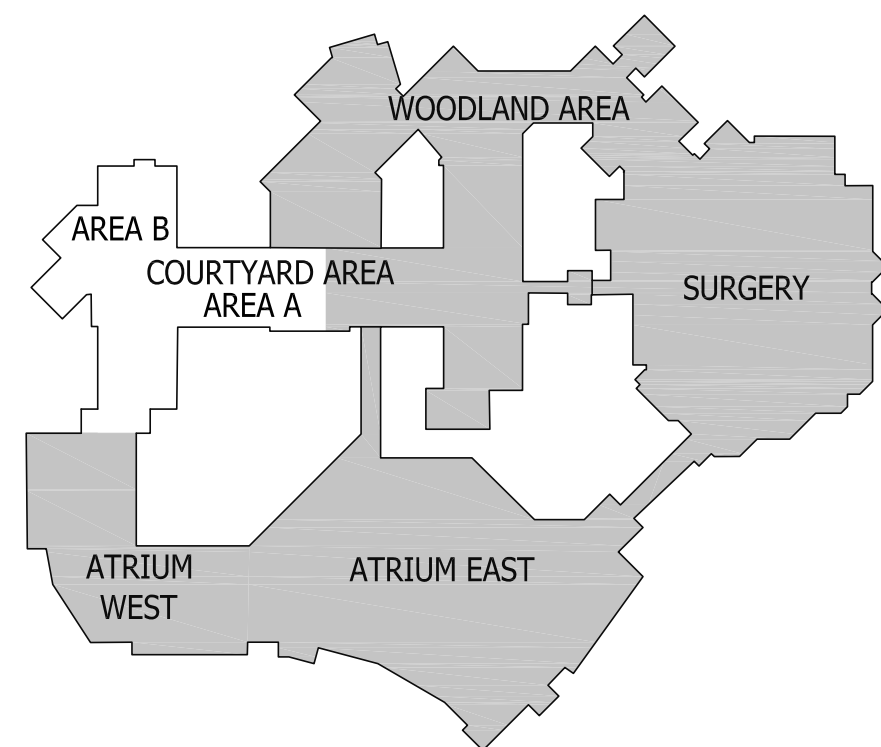 WOODLAND AREA
AREA B
COURTYARD AREA
AREA A
SURGERY
ATRIUM
WEST
ATRIUM EAST